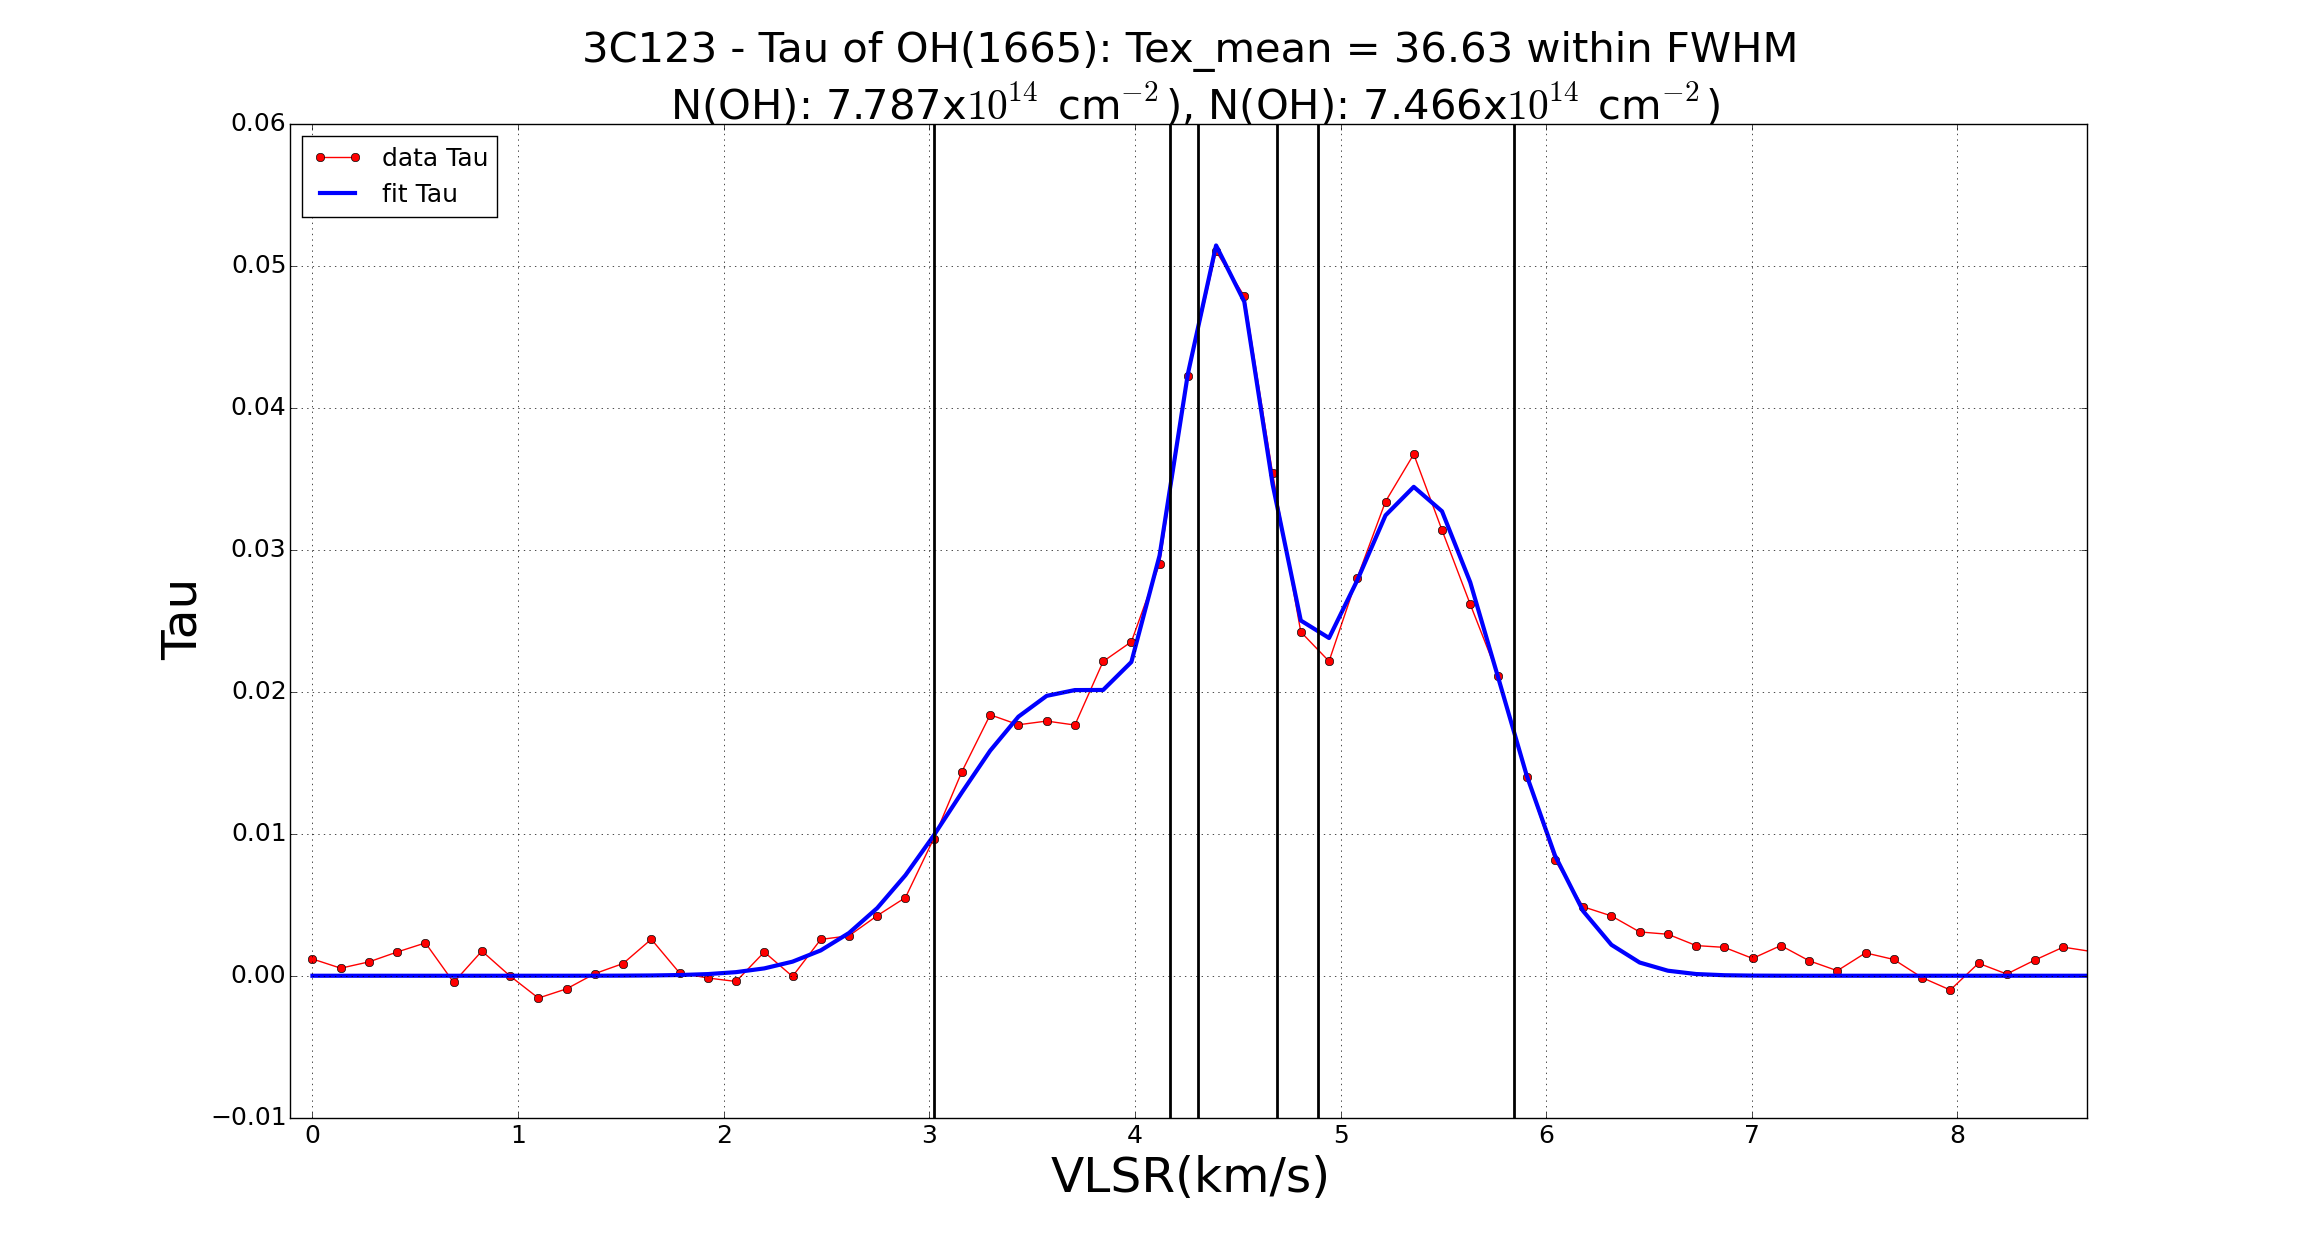 3C123 - Tau of OH(1665): Tex_mean = 36.63 within FWHM
N(OH): 7.787x10^14 cm^−2), N(OH): 7.466x10^14 cm^−2)
data Tau
fit Tau
0.06
0.05
0.04
0.03
0.02
0.01
0.00
−0.01
Tau
0 1 2 3 4 5 6 7 8
VLSR(km/s)